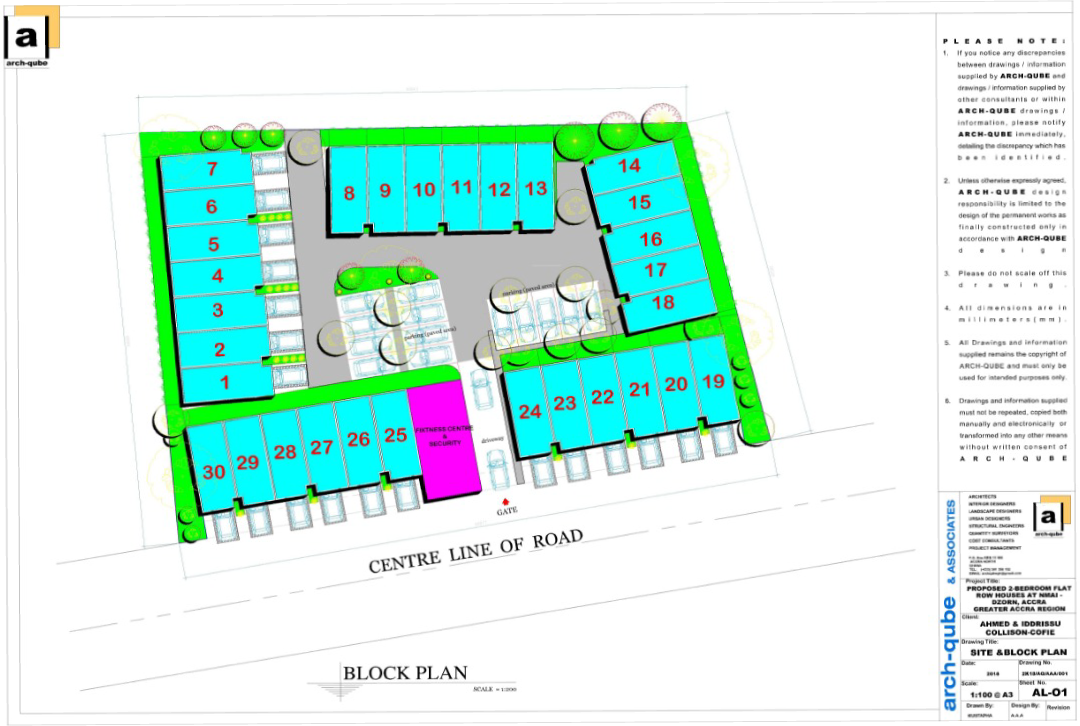 a
arch-qube
7
6
5
4
3
2
1
8
9
10
11
12
13
14
15
16
17
18
parking (paved area)
parking (paved area)
19
20
21
22
23
24
25
26
27
28
29
30
FITNESS CENTRE
&
SECURITY
driveway
GATE
CENTRE LINE OF ROAD
BLOCK PLAN
SCALE = 1:200
PLEASE NOTE:
1. If you notice any discrepancies
between drawings / information
supplied by ARCH-QUBE and
drawings / information supplied by
other consultants or within
ARCH-QUBE drawings /
information, please notify
ARCH-QUBE immediately,
detailing the discrepancy which has
been identified.
2. Unless otherwise expressly agreed,
ARCH-QUBE design
responsibility is limited to the
design of the permanent works as
finally constructed only in
accordance with ARCH-QUBE
design
3. Please do not scale off this
drawing.
4. All dimensions are in
millimeters(mm).
5. All Drawings and information
supplied remains the copyright of
ARCH-QUBE and must only be
used for intended purposes only.
6. Drawings and information supplied
must not be repeated, copied both
manually and electronically or
transformed into any other means
without written consent of
ARCH-QUBE
arch-qube & ASSOCIATES
ARCHITECTS
INTERIOR DESIGNERS
LANDSCAPE DESIGNERS
URBAN DESIGNERS
STRUCTURAL ENGINEERS
QUANTITY SURVEYORS
COST CONSULTANTS
PROJECT MANAGEMENT
a
arch-qube
Project Title:
PROPOSED 2-BEDROOM FLAT
ROW HOUSES AT NMAI -
DZORN, ACCRA
GREATER ACCRA REGION
Client:
AHMED & IDDRISSU
COLLISON-COFIE
Drawing Title:
SITE &BLOCK PLAN
Date:
Drawing No.
Scale:
1:100 @ A3
Sheet No.
AL-O1
Drawn By:
MUSTAPHA
Design By:
A.A.A
Revision